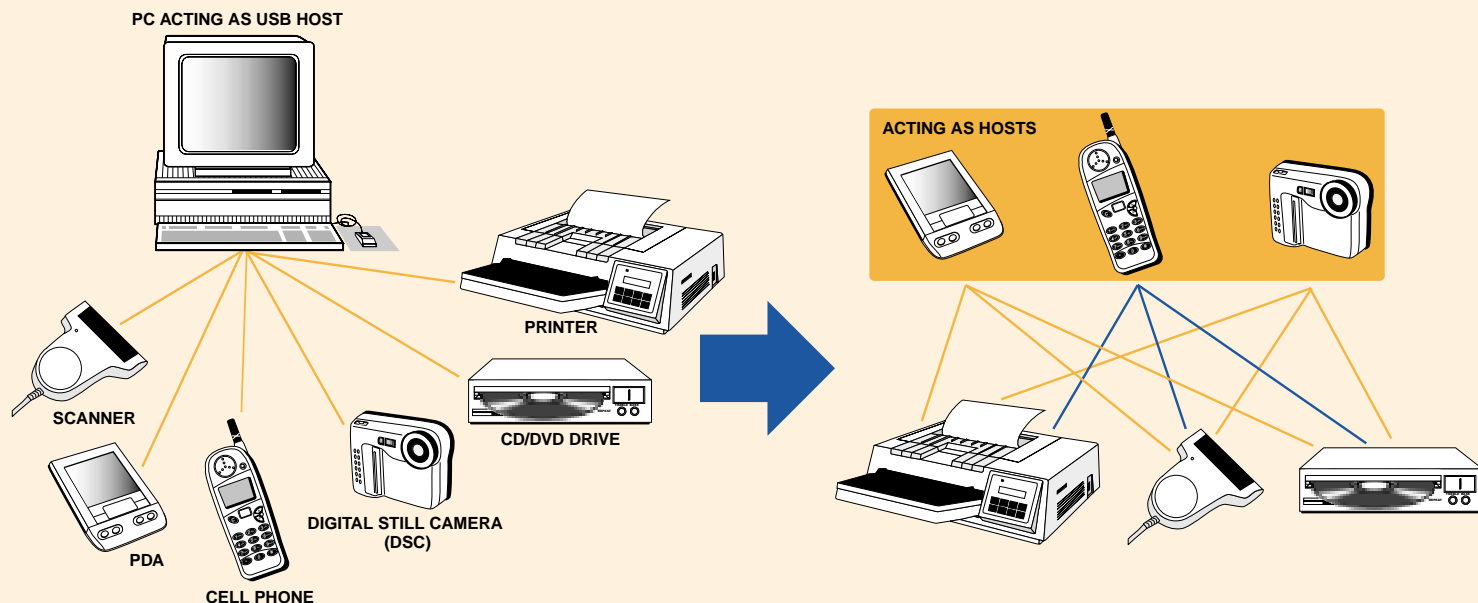 PC ACTING AS USB HOST
PRINTER
SCANNER
CD/DVD DRIVE
PDA
DIGITAL STILL CAMERA
(DSC)
CELL PHONE
ACTING AS HOSTS